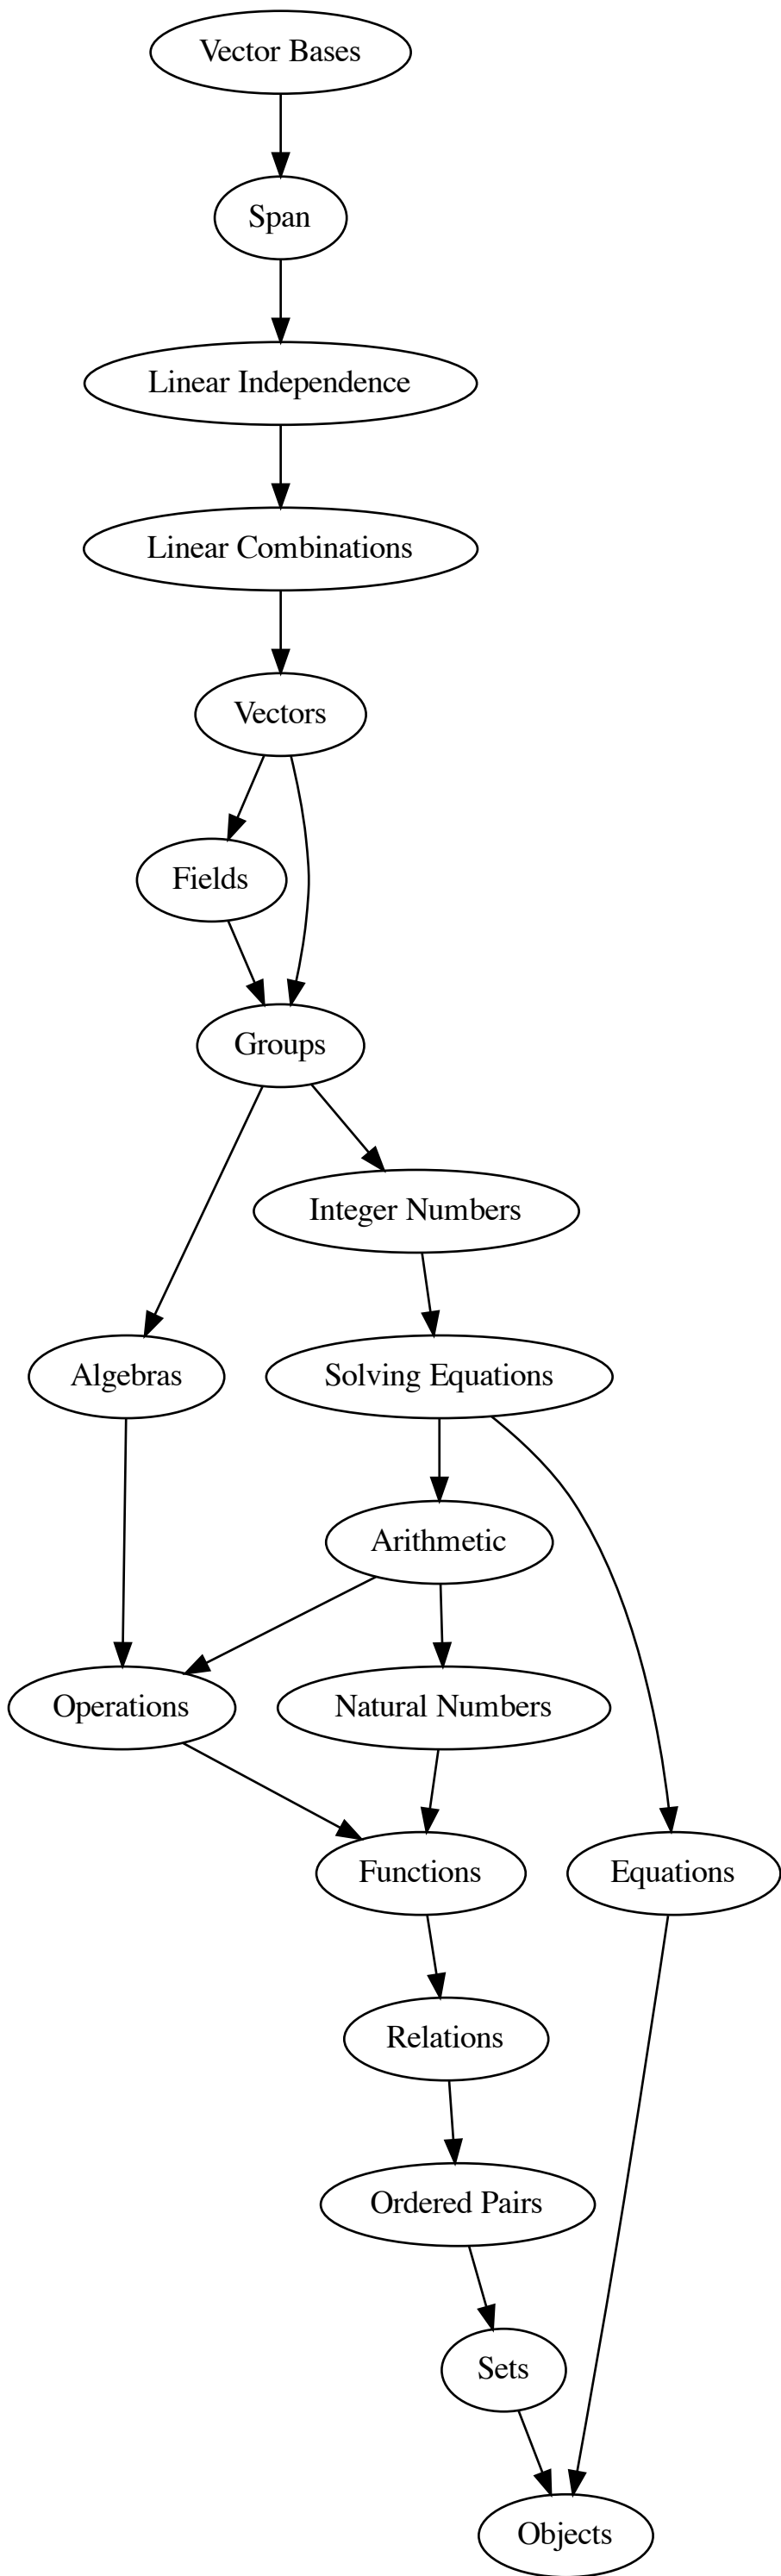 Vector Bases
Span
Linear Independence
Linear Combinations
Vectors
Fields
Groups
Integer Numbers
Algebras
Solving Equations
Arithmetic
Operations
Natural Numbers
Functions
Equations
Relations
Ordered Pairs
Sets
Objects